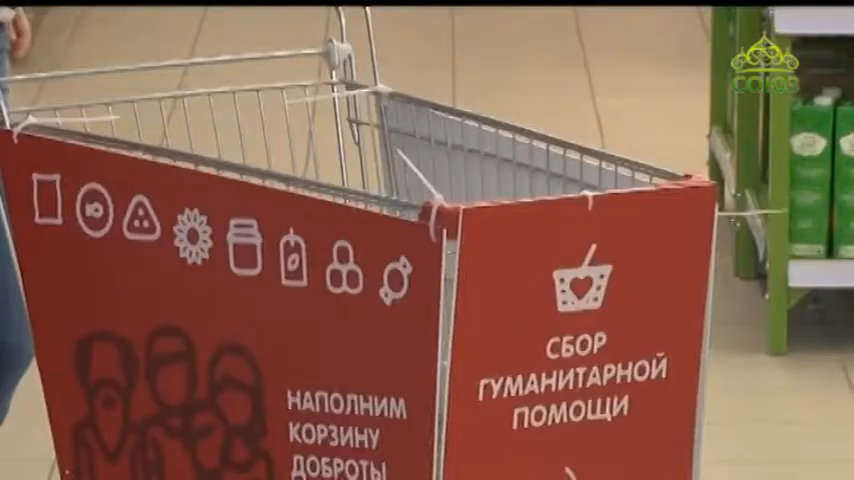 СОЮЗ
НАПОЛНИМ
КОРЗИНУ
ДОБРОТЫ
СБОР
ГУМАНИТАРНОЙ
ПОМОЩИ